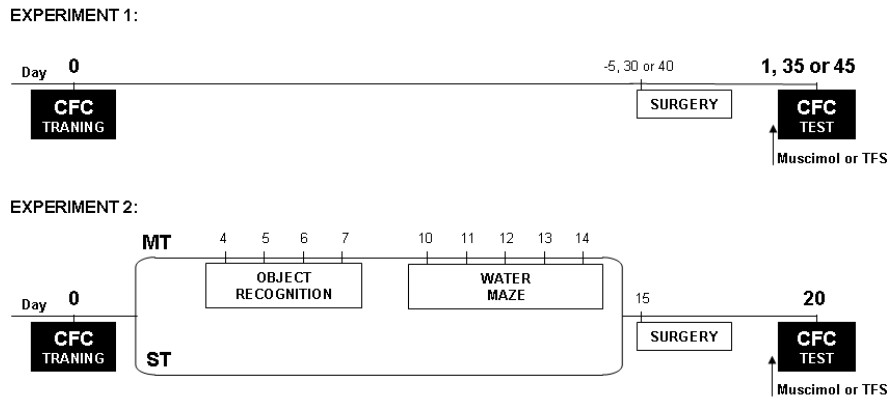 EXPERIMENT 1:
Day 0 -5, 30 or 40 1, 35 or 45
CFC
TRANING
SURGERY
CFC
TEST
Muscimol or TFS
EXPERIMENT 2:
MT 4 5 6 7 10 11 12 13 14
OBJECT
RECOGNITION
WATER
MAZE
Day 0 15 20
CFC
TRANING
ST
SURGERY
CFC
TEST
Muscimol or TFS